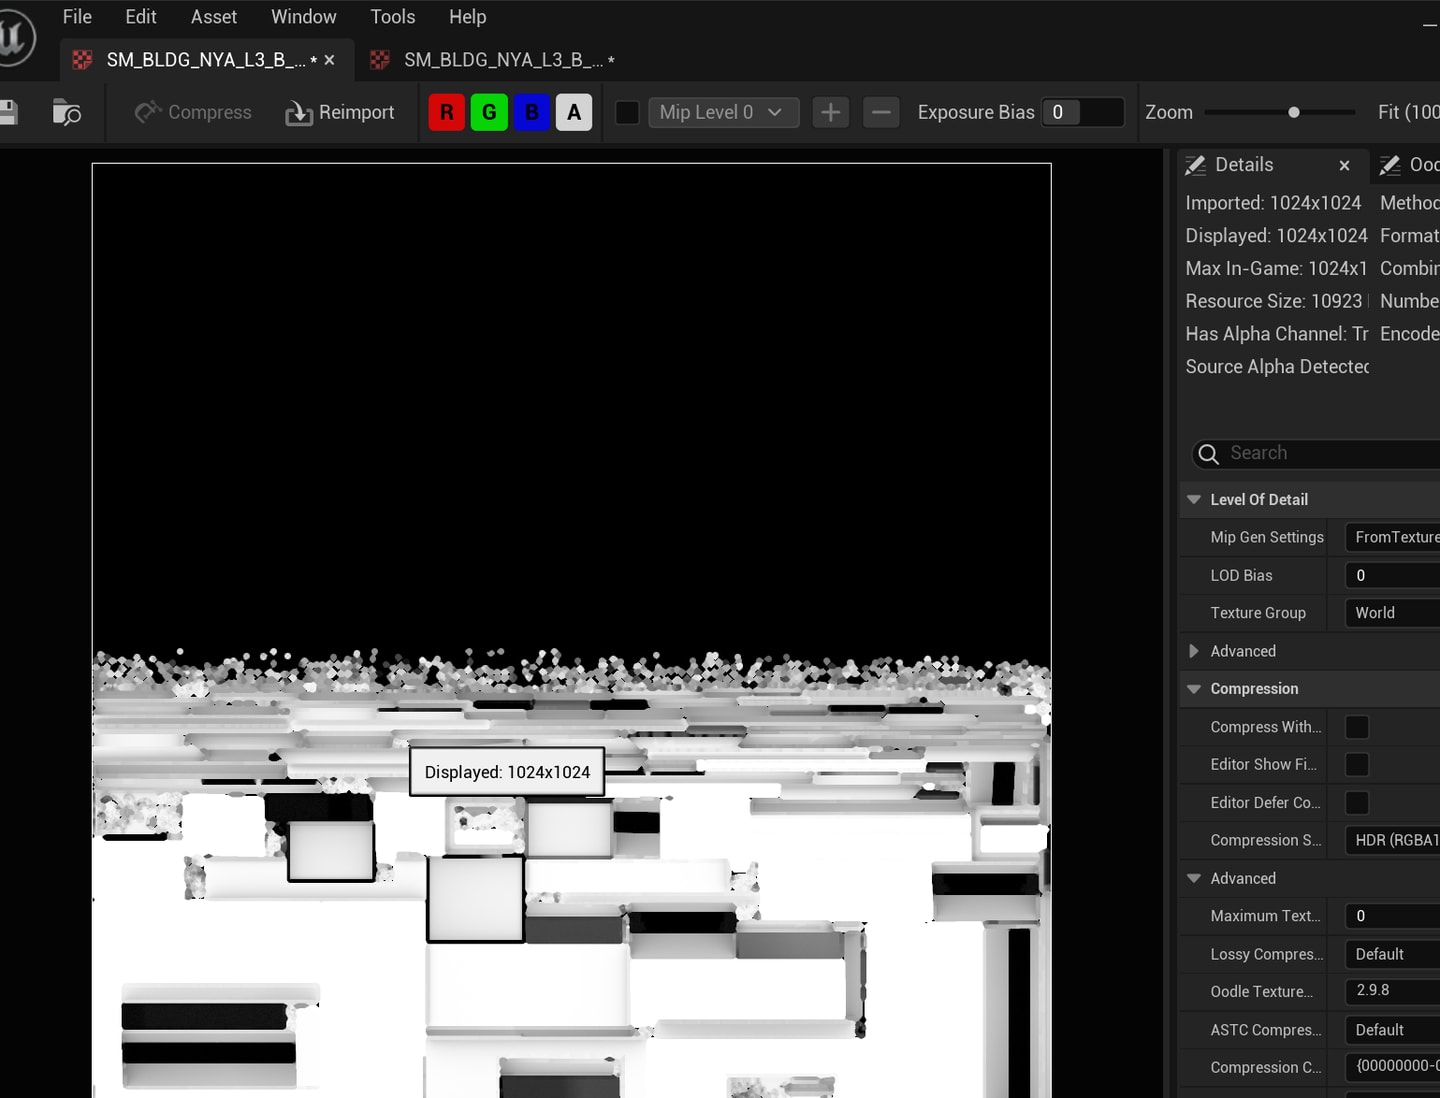 File Edit Asset Window Tools Help
SM_BLDG_NYA_L3_B_... * SM_BLDG_NYA_L3_B_... *
Compress Reimport R G B A Mip Level 0 Exposure Bias 0 Zoom Fit (100
Details Ood
Imported: 1024x1024 Method
Displayed: 1024x1024 Format
Max In-Game: 1024x1 Combin
Resource Size: 10923 Numbe
Has Alpha Channel: Tr Encode
Source Alpha Detected
Search
Level Of Detail
Mip Gen Settings FromTexture
LOD Bias 0
Texture Group World
Advanced
Compression
Compress With...
Displayed: 1024x1024
Editor Show Fi...
Editor Defer Co...
Compression S... HDR (RGBA1
Advanced
Maximum Text... 0
Lossy Compres... Default
Oodle Texture... 2.9.8
ASTC Compres... Default
Compression C... {00000000-0